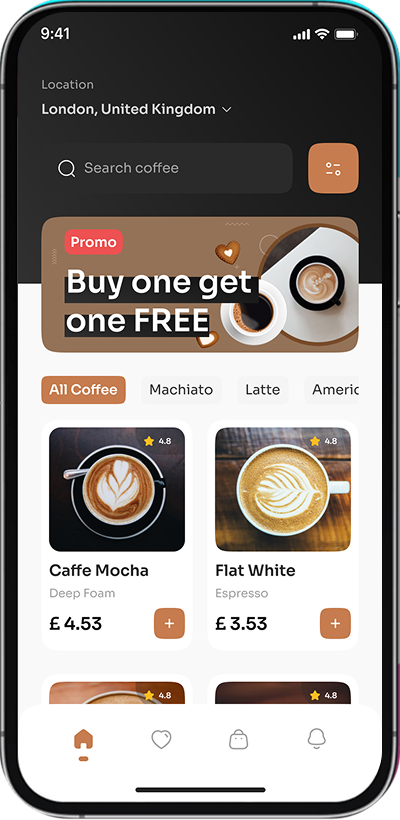 9:41
Location
London, United Kingdom
Search coffee
Promo
Buy one get
one FREE
All Coffee
Machiato
Latte
Americ
4.8
4.8
Caffe Mocha
Flat White
Deep Foam
Espresso
£ 4.53
£ 3.53
4.8
4.8